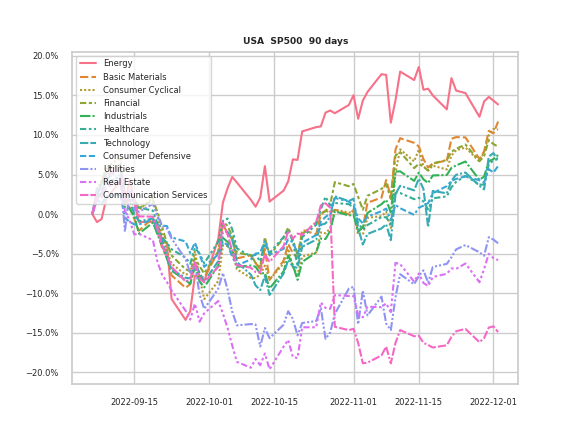 USA SP500 90 days
20.0%
15.0%
10.0%
5.0%
0.0%
−5.0%
−10.0%
−15.0%
−20.0%
Energy
Basic Materials
Consumer Cyclical
Financial
Industrials
Healthcare
Technology
Consumer Defensive
Utilities
Real Estate
Communication Services
2022-09-15
2022-10-01
2022-10-15
2022-11-01
2022-11-15
2022-12-01